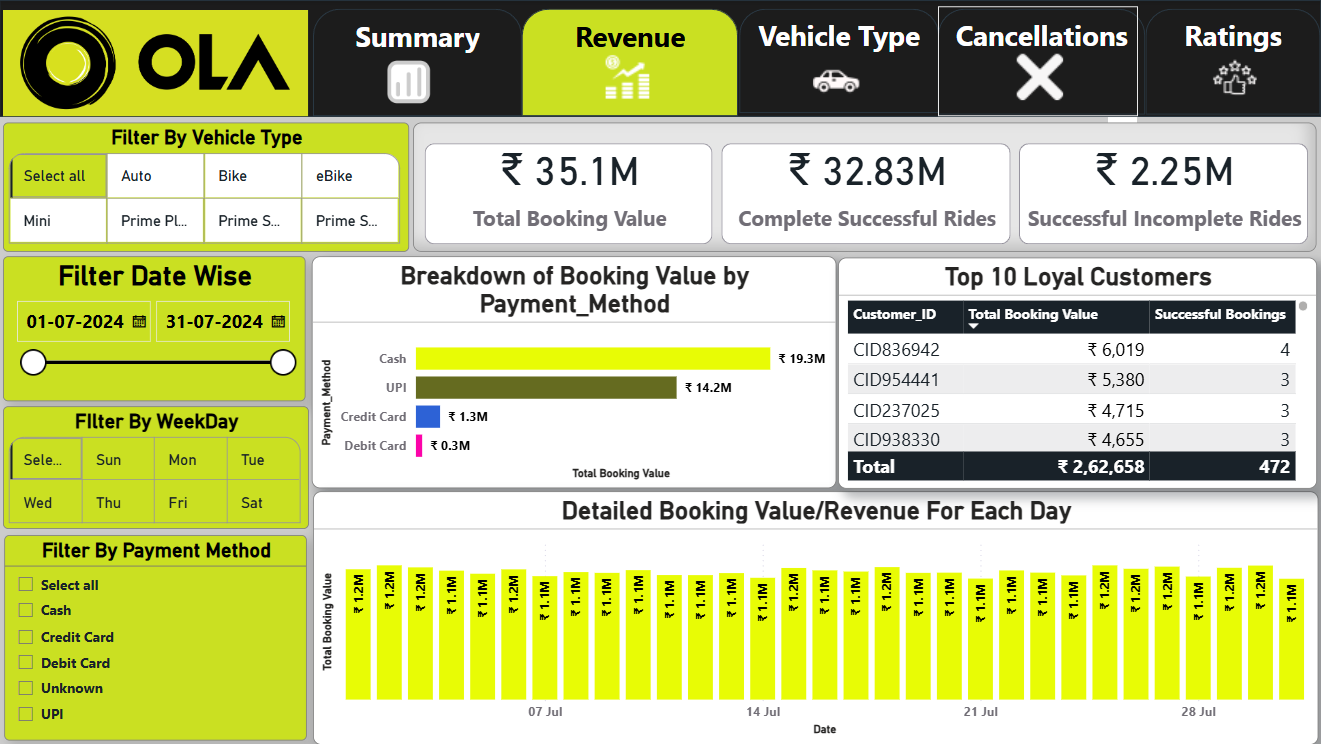 OLA
Summary
Revenue
Vehicle Type
Cancellations
Ratings
Filter By Vehicle Type
Select all
Auto
Bike
eBike
Mini
Prime Pl...
Prime S...
Prime S...
₹ 35.1M
Total Booking Value
₹ 32.83M
Complete Successful Rides
₹ 2.25M
Successful Incomplete Rides
Filter Date Wise
01-07-2024
31-07-2024
FIlter By WeekDay
Sele...
Sun
Mon
Tue
Wed
Thu
Fri
Sat
Filter By Payment Method
Select all
Cash
Credit Card
Debit Card
Unknown
UPI
Breakdown of Booking Value by
Payment_Method
Payment_Method
Cash ₹ 19.3M
UPI ₹ 14.2M
Credit Card ₹ 1.3M
Debit Card ₹ 0.3M
Total Booking Value
Top 10 Loyal Customers
Customer_ID Total Booking Value Successful Bookings
CID836942 ₹ 6,019 4
CID954441 ₹ 5,380 3
CID237025 ₹ 4,715 3
CID938330 ₹ 4,655 3
Total ₹ 2,62,658 472
Detailed Booking Value/Revenue For Each Day
Total Booking Value
₹ 1.2M
₹ 1.2M
₹ 1.2M
₹ 1.1M
₹ 1.1M
₹ 1.2M
₹ 1.1M
₹ 1.1M
₹ 1.1M
₹ 1.1M
₹ 1.1M
₹ 1.1M
₹ 1.1M
₹ 1.1M
₹ 1.2M
₹ 1.1M
₹ 1.1M
₹ 1.2M
₹ 1.1M
₹ 1.1M
₹ 1.1M
₹ 1.1M
₹ 1.1M
₹ 1.1M
₹ 1.2M
₹ 1.2M
₹ 1.2M
₹ 1.1M
₹ 1.2M
₹ 1.2M
₹ 1.1M
07 Jul
14 Jul
21 Jul
28 Jul
Date